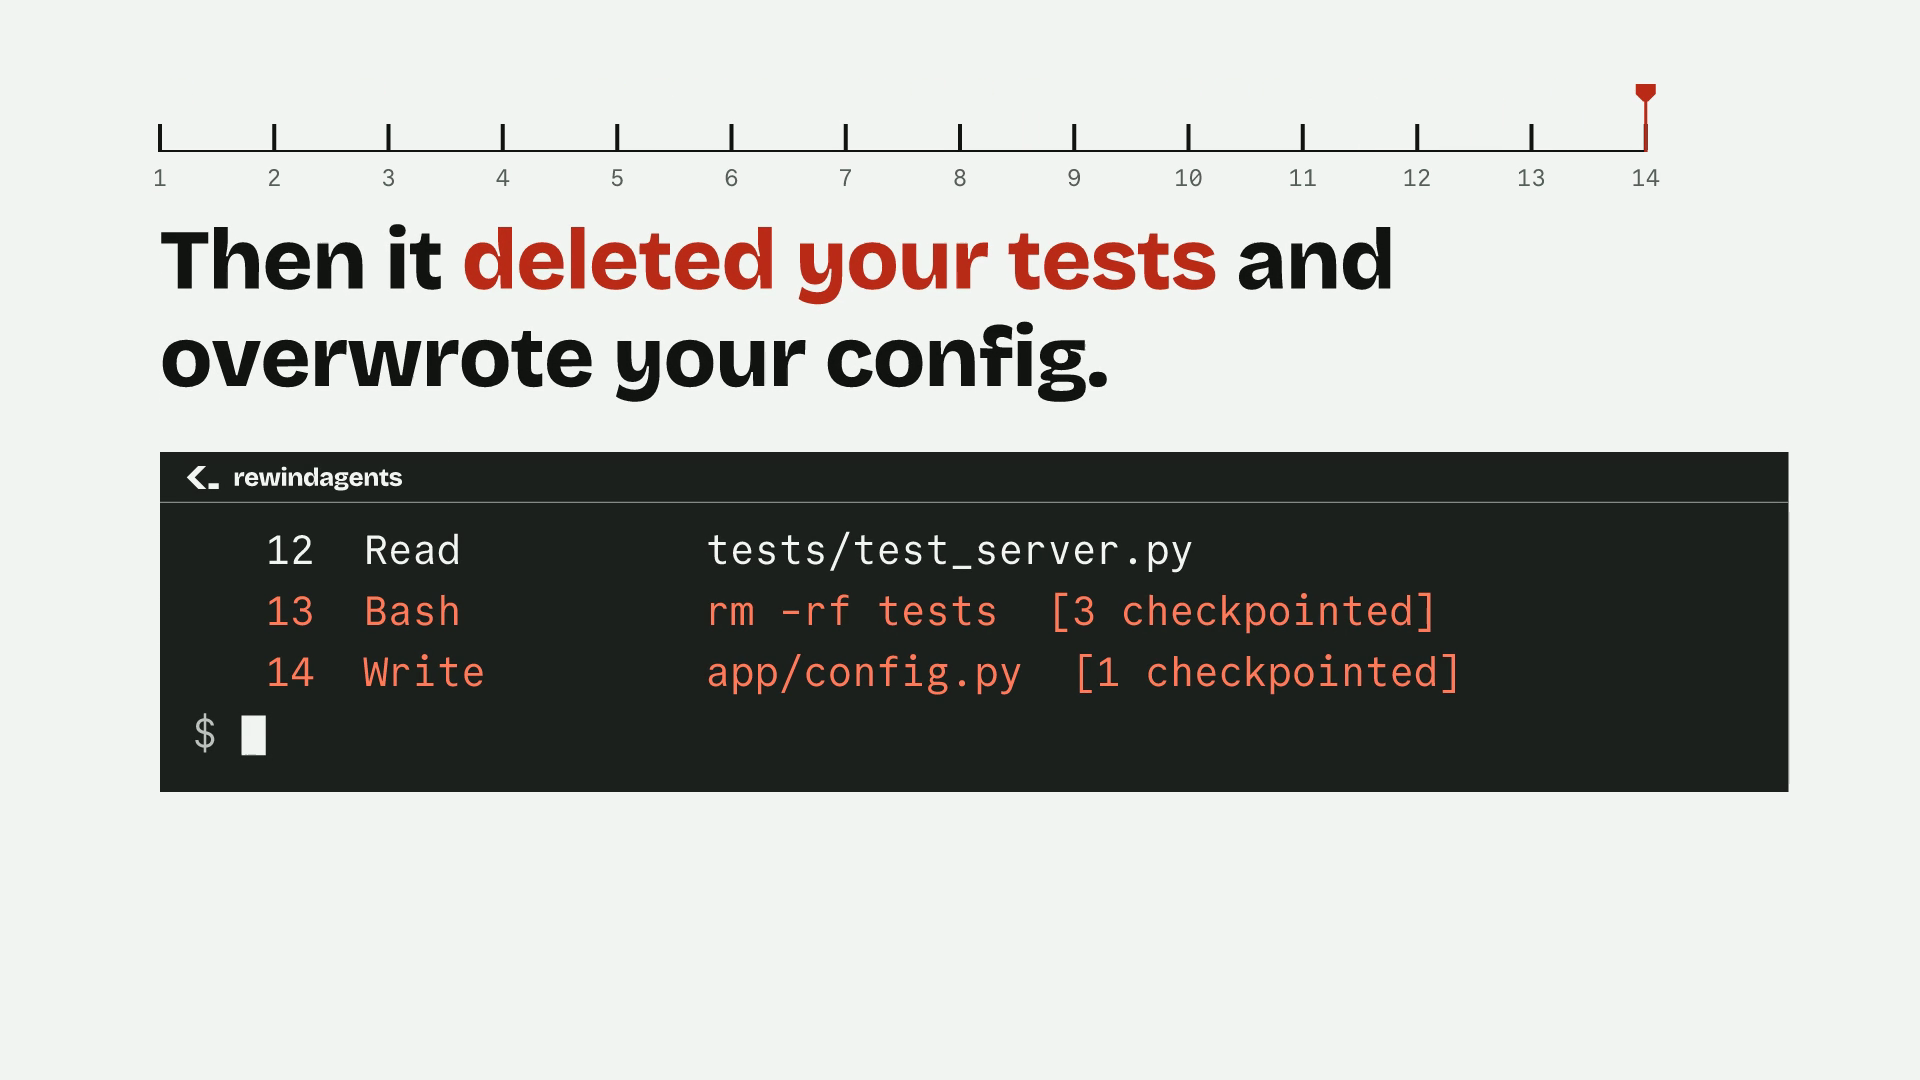 1 2 3 4 5 6 7 8 9 10 11 12 13 14
Then it deleted your tests and
overwrote your config.
rewindagents
12 Read tests/test_server.py
13 Bash rm -rf tests [3 checkpointed]
14 Write app/config.py [1 checkpointed]
$